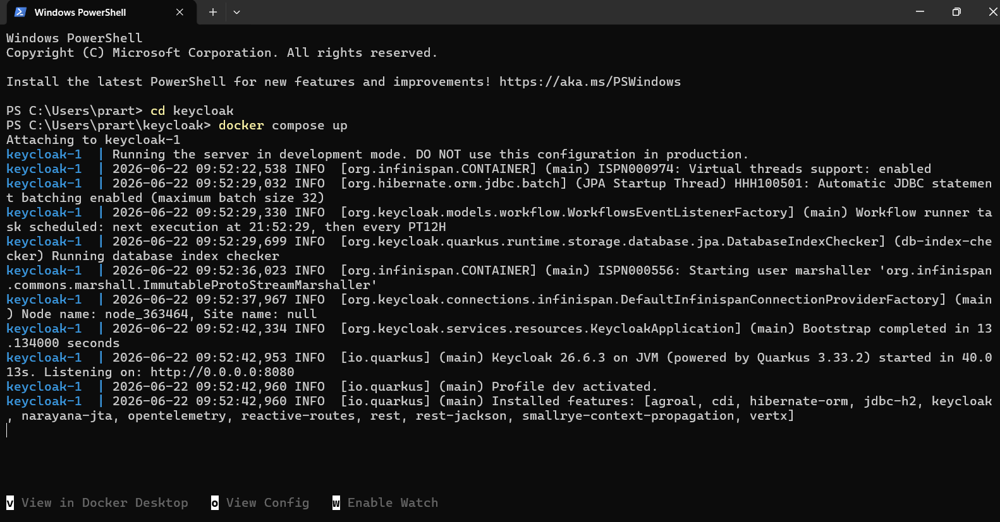 Windows PowerShell
Windows PowerShell
Copyright (C) Microsoft Corporation. All rights reserved.
Install the latest PowerShell for new features and improvements! https://aka.ms/PSWindows
PS C:\Users\prart> cd keycloak
PS C:\Users\prart\keycloak> docker compose up
Attaching to keycloak-1
keycloak-1  | Running the server in development mode. DO NOT use this configuration in production.
keycloak-1  | 2026-06-22 09:52:22,538 INFO  [org.infinispan.CONTAINER] (main) ISPN000974: Virtual threads support: enabled
keycloak-1  | 2026-06-22 09:52:29,032 INFO  [org.hibernate.orm.jdbc.batch] (JPA Startup Thread) HHH100501: Automatic JDBC statemen
t batching enabled (maximum batch size 32)
keycloak-1  | 2026-06-22 09:52:29,330 INFO  [org.keycloak.models.workflow.WorkflowsEventListenerFactory] (main) Workflow runner ta
sk scheduled: next execution at 21:52:29, then every PT12H
keycloak-1  | 2026-06-22 09:52:29,699 INFO  [org.keycloak.quarkus.runtime.storage.database.jpa.DatabaseIndexChecker] (db-index-che
cker) Running database index checker
keycloak-1  | 2026-06-22 09:52:36,023 INFO  [org.infinispan.CONTAINER] (main) ISPN000556: Starting user marshaller 'org.infinispan
.commons.marshall.ImmutableProtoStreamMarshaller'
keycloak-1  | 2026-06-22 09:52:37,967 INFO  [org.keycloak.connections.infinispan.DefaultInfinispanConnectionProviderFactory] (main
) Node name: node_363464, Site name: null
keycloak-1  | 2026-06-22 09:52:42,334 INFO  [org.keycloak.services.resources.KeycloakApplication] (main) Bootstrap completed in 13
.134000 seconds
keycloak-1  | 2026-06-22 09:52:42,953 INFO  [io.quarkus] (main) Keycloak 26.6.3 on JVM (powered by Quarkus 3.33.2) started in 40.0
13s. Listening on: http://0.0.0.0:8080
keycloak-1  | 2026-06-22 09:52:42,960 INFO  [io.quarkus] (main) Profile dev activated.
keycloak-1  | 2026-06-22 09:52:42,960 INFO  [io.quarkus] (main) Installed features: [agroal, cdi, hibernate-orm, jdbc-h2, keycloak
, narayana-jta, opentelemetry, reactive-routes, rest, rest-jackson, smallrye-context-propagation, vertx]
v View in Docker Desktop   o View Config   w Enable Watch